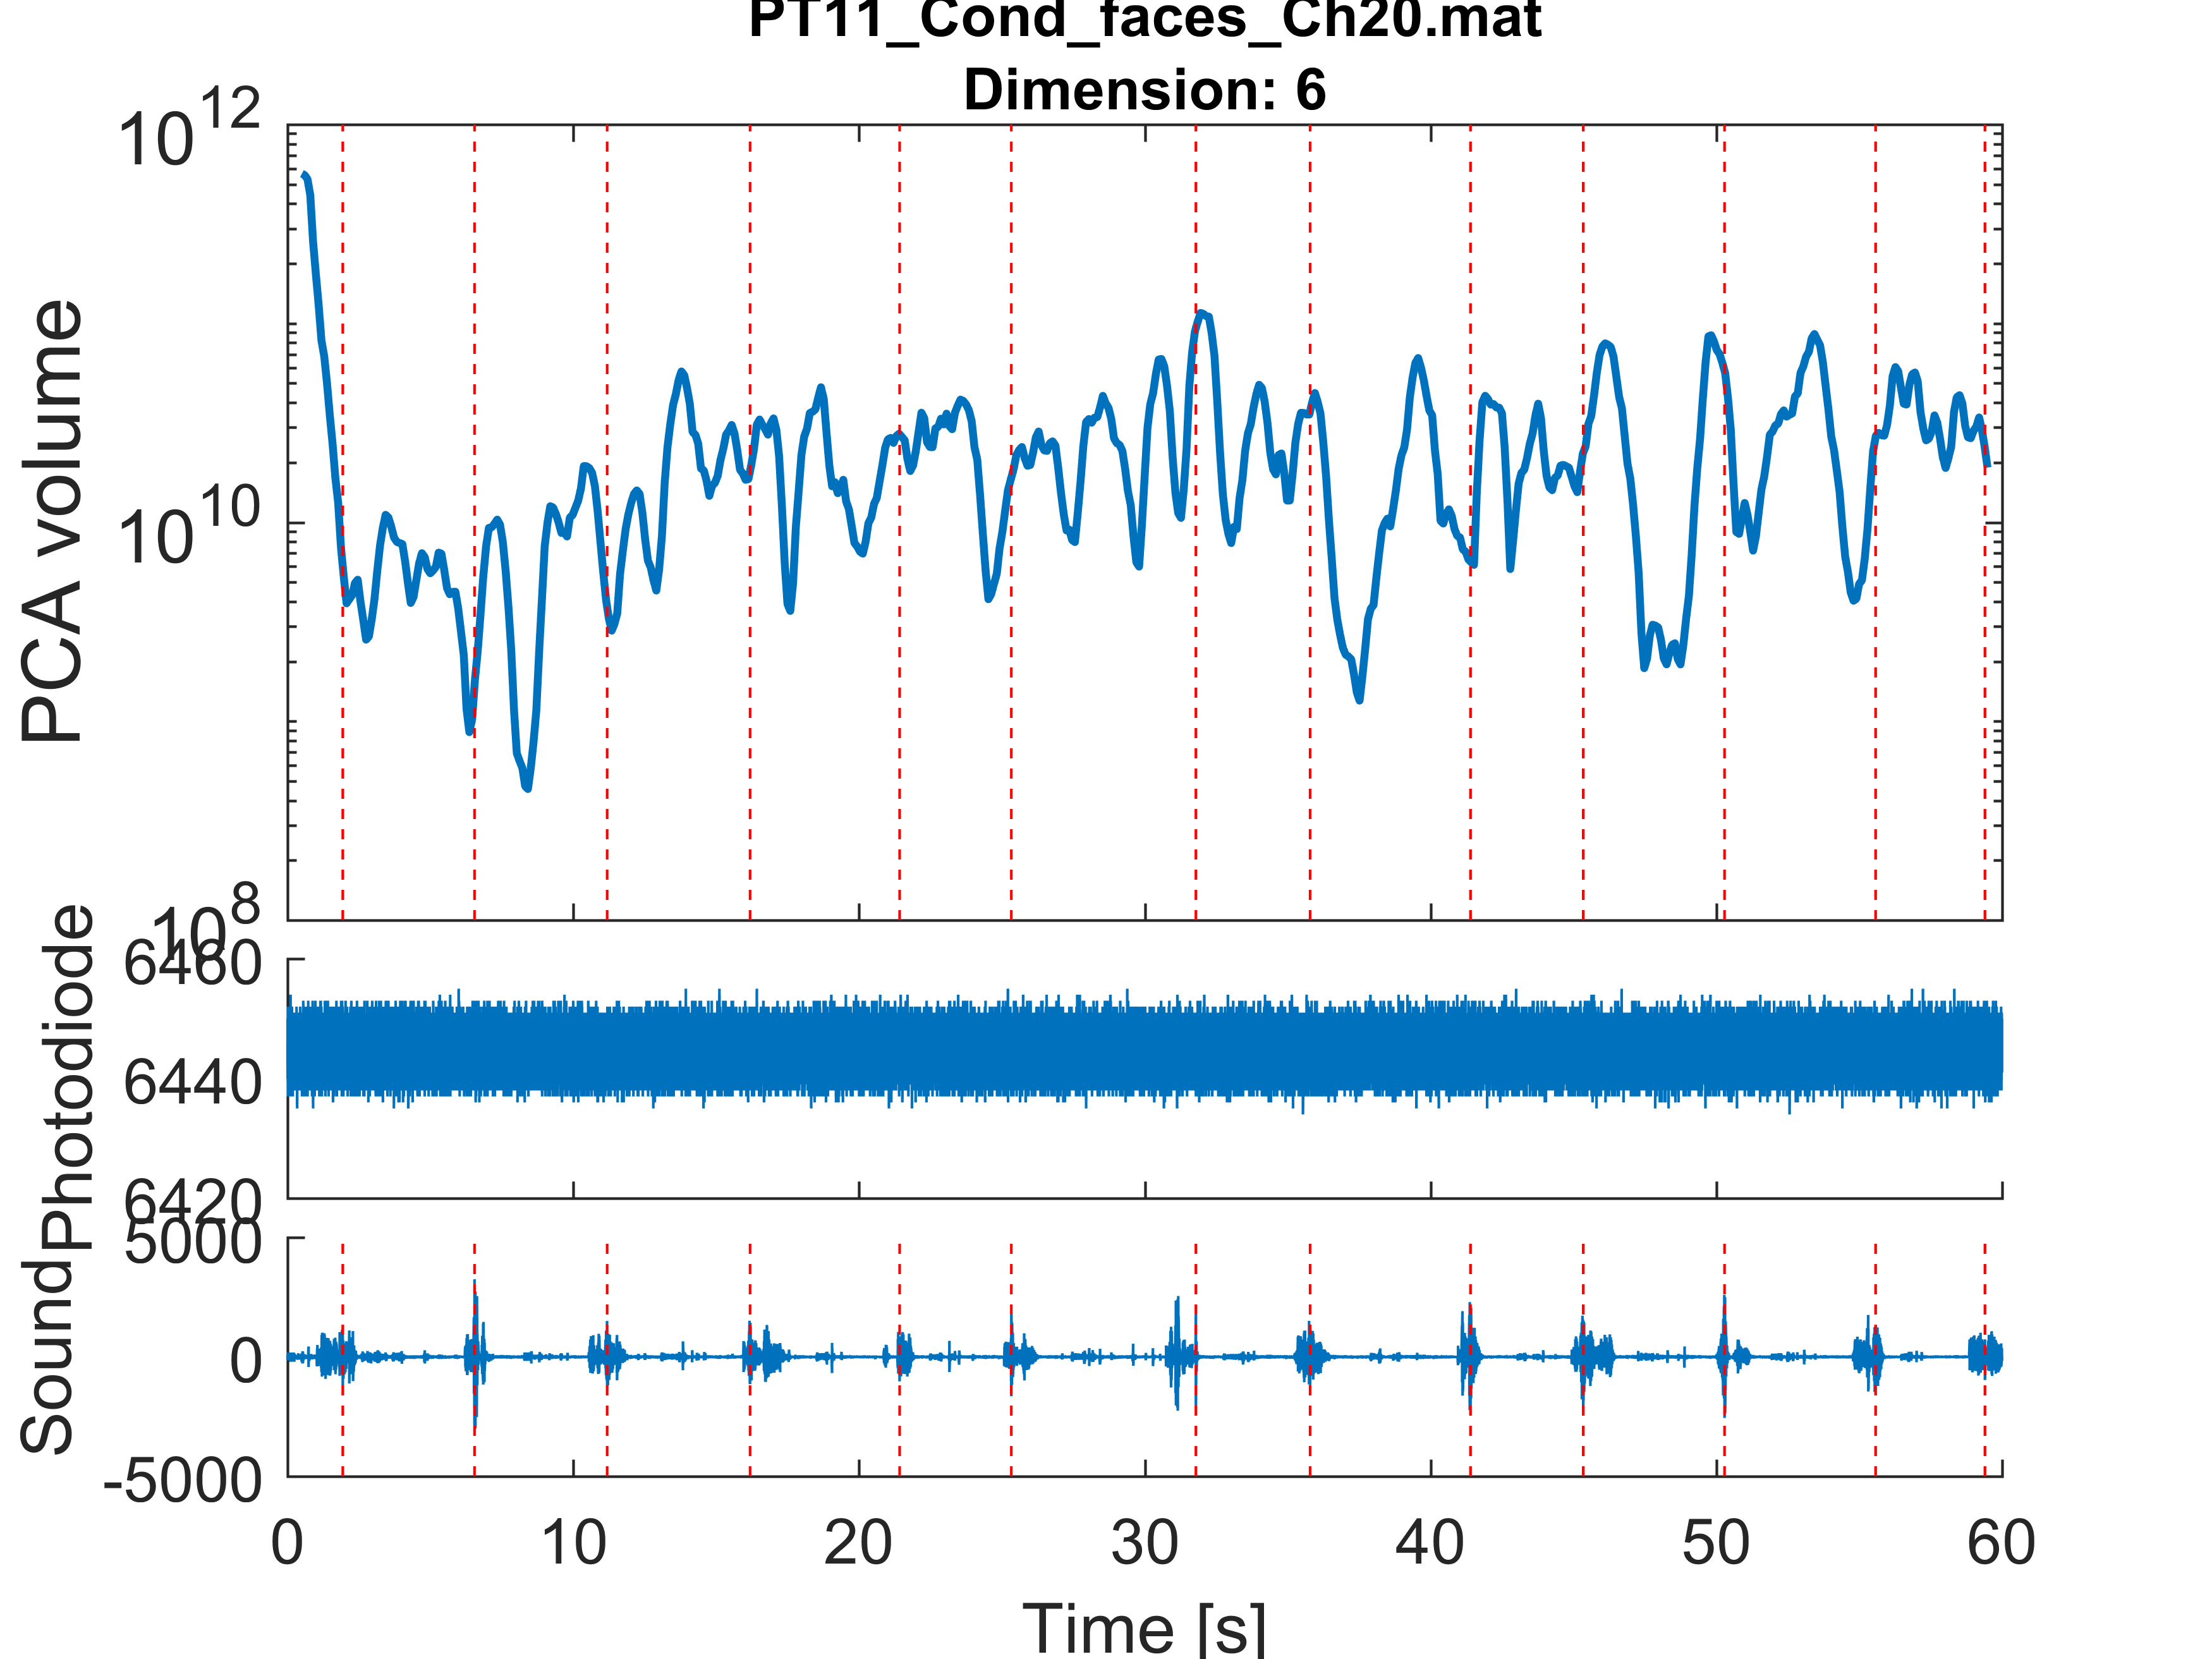 PT11_Cond_faces_Ch20.mat
Dimension: 6
PCA volume
10^12
10^10
10^8
Photodiode
6460
6440
6420
Sound
5000
0
-5000
0 10 20 30 40 50 60
Time [s]